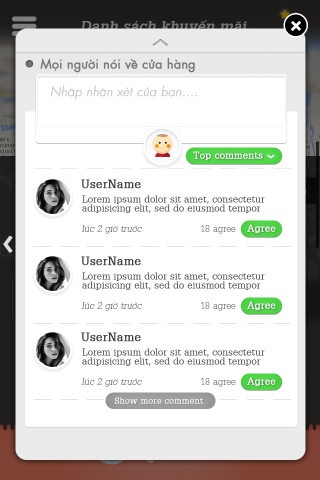 Danh sách khuyến mãi
Mọi người nói về cửa hàng
Nhập nhận xét của bạn....
Top comments
UserName
Lorem ipsum dolor sit amet, consectetur
adipisicing elit, sed do eiusmod tempor
lúc 2 giờ trước
18 agree
Agree
UserName
Lorem ipsum dolor sit amet, consectetur
adipisicing elit, sed do eiusmod tempor
lúc 2 giờ trước
18 agree
Agree
UserName
Lorem ipsum dolor sit amet, consectetur
adipisicing elit, sed do eiusmod tempor
lúc 2 giờ trước
18 agree
Agree
Show more comment